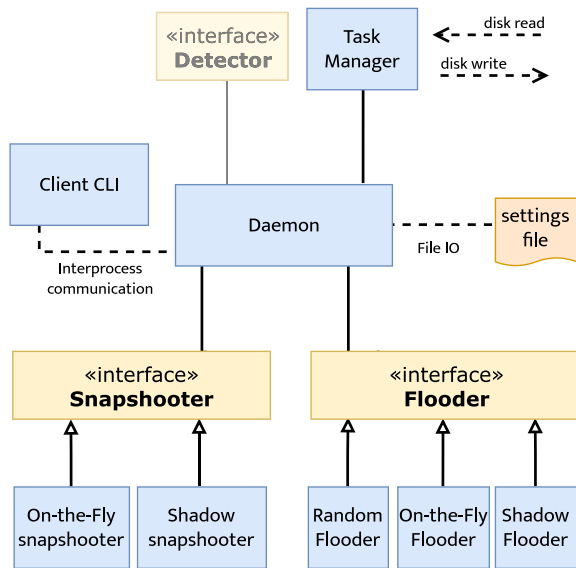 «interface»
Detector
Task
Manager
disk read
disk write
Client CLI
Daemon
settings
file
File IO
Interprocess
communication
«interface»
Snapshooter
«interface»
Flooder
On-the-Fly
snapshooter
Shadow
snapshooter
Random
Flooder
On-the-Fly
Flooder
Shadow
Flooder